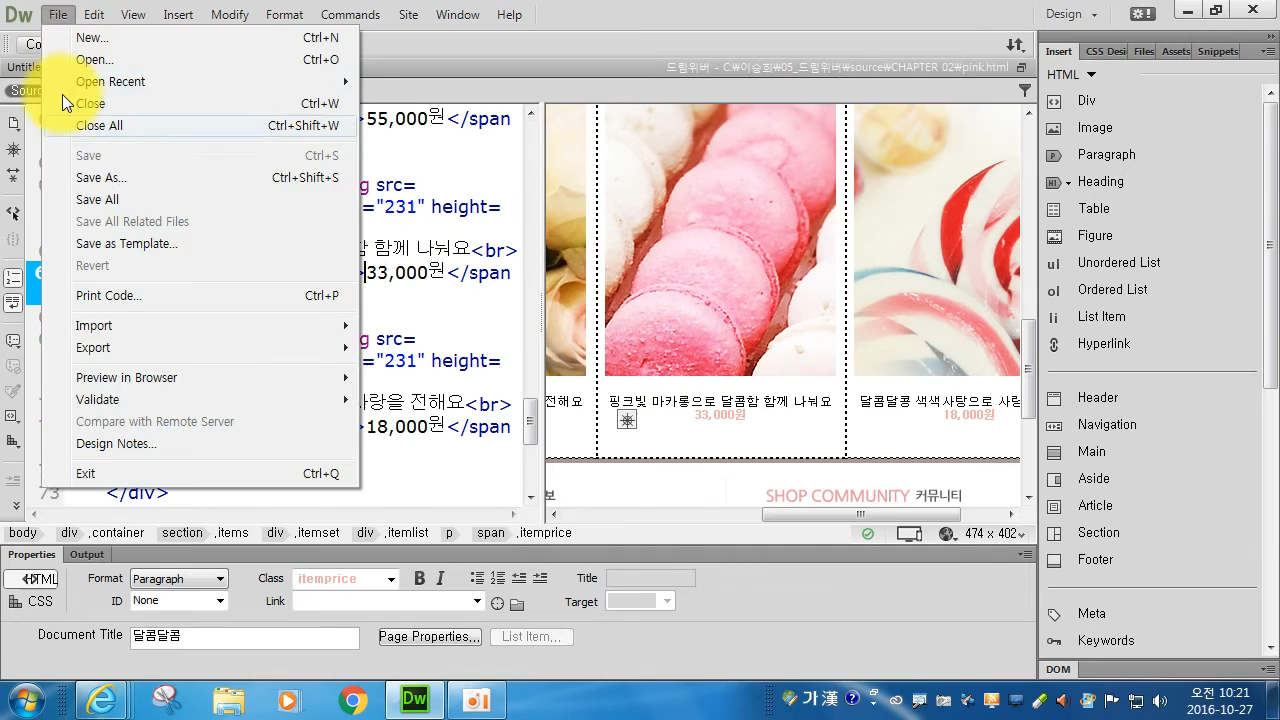 Dw File Edit View Insert Modify Format Commands Site Window Help Design
New... Ctrl+N
Open... Ctrl+O
Open Recent
Close Ctrl+W
Close All Ctrl+Shift+W
Save Ctrl+S
Save As... Ctrl+Shift+S
Save All
Save All Related Files
Save as Template...
Revert
Print Code... Ctrl+P
Import
Export
Preview in Browser
Validate
Compare with Remote Server
Design Notes...
Exit Ctrl+Q
드림위버 - C:₩이승희₩05_드림위버₩source₩CHAPTER 02₩pink.html
>55,000원</span
src=
="231" height=
함께 나눠요<br>
33,000원</span
src=
="231" height=
사랑을 전해요<br>
>18,000원</span
73 </div>
전해요
핑크빛 마카롱으로 달콤함 함께 나눠요
33,000원
달콤달콤 색색사탕으로
18,000원
SHOP COMMUNITY 커뮤니티
body div .container section .items div .itemset div .itemlist p span .itemprice 474 x 402
Properties Output
HTML Format Paragraph Class itemprice B I Title
CSS ID None Link Target
Document Title 달콤달콤 Page Properties... List Item...
Insert CSS Desi Files Assets Snippets
HTML
Div
Image
Paragraph
H1 Heading
Table
Figure
ui Unordered List
ol Ordered List
li List Item
Hyperlink
Header
Navigation
Main
Aside
Article
Section
Footer
Meta
Keywords
DOM
Dw 가 漢 오전 10:21
2016-10-27